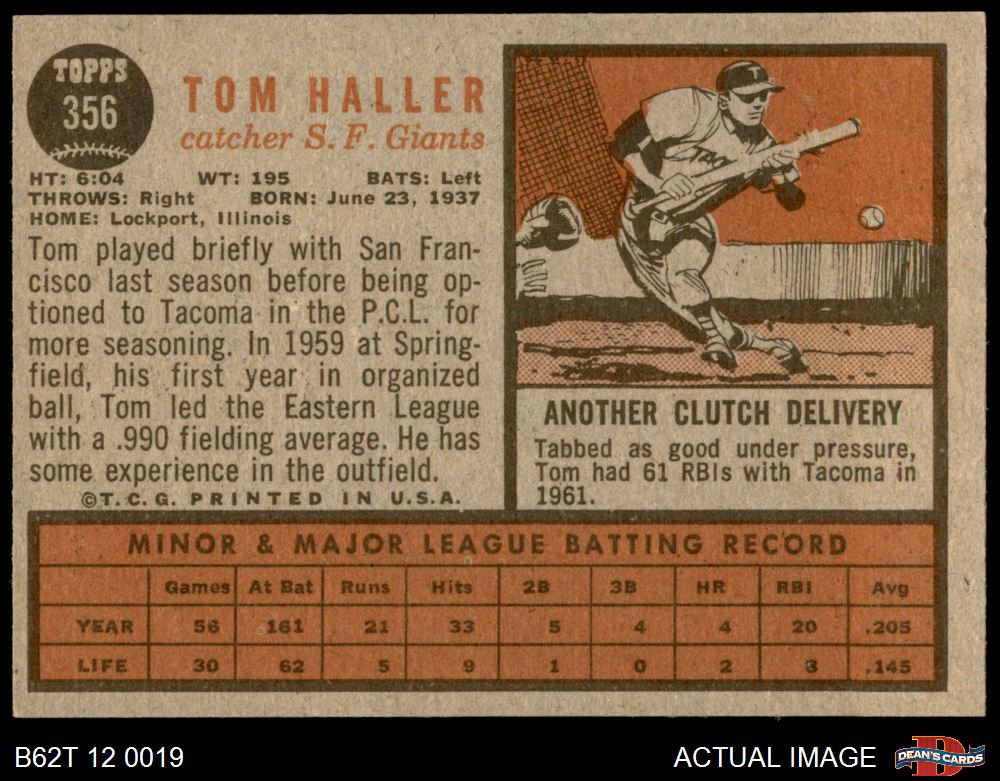 TOPPS
356
TOM HALLER
catcher S. F. Giants
HT: 6:04 WT: 195 BATS: Left
THROWS: Right BORN: June 23, 1937
HOME: Lockport, Illinois
Tom played briefly with San Fran-
cisco last season before being op-
tioned to Tacoma in the P.C.L. for
more seasoning. In 1959 at Spring-
field, his first year in organized
ball, Tom led the Eastern League
with a .990 fielding average. He has
some experience in the outfield.
©T.C.G. PRINTED IN U.S.A.
T
ANOTHER CLUTCH DELIVERY
Tabbed as good under pressure,
Tom had 61 RBIs with Tacoma in
1961.
MINOR & MAJOR LEAGUE BATTING RECORD
Games At Bat Runs Hits 2B 3B HR RBI Avg
YEAR 56 161 21 33 5 4 4 20 .205
LIFE 30 62 5 9 1 0 2 8 .145
B62T 12 0019 ACTUAL IMAGE
DEAN'S CARDS